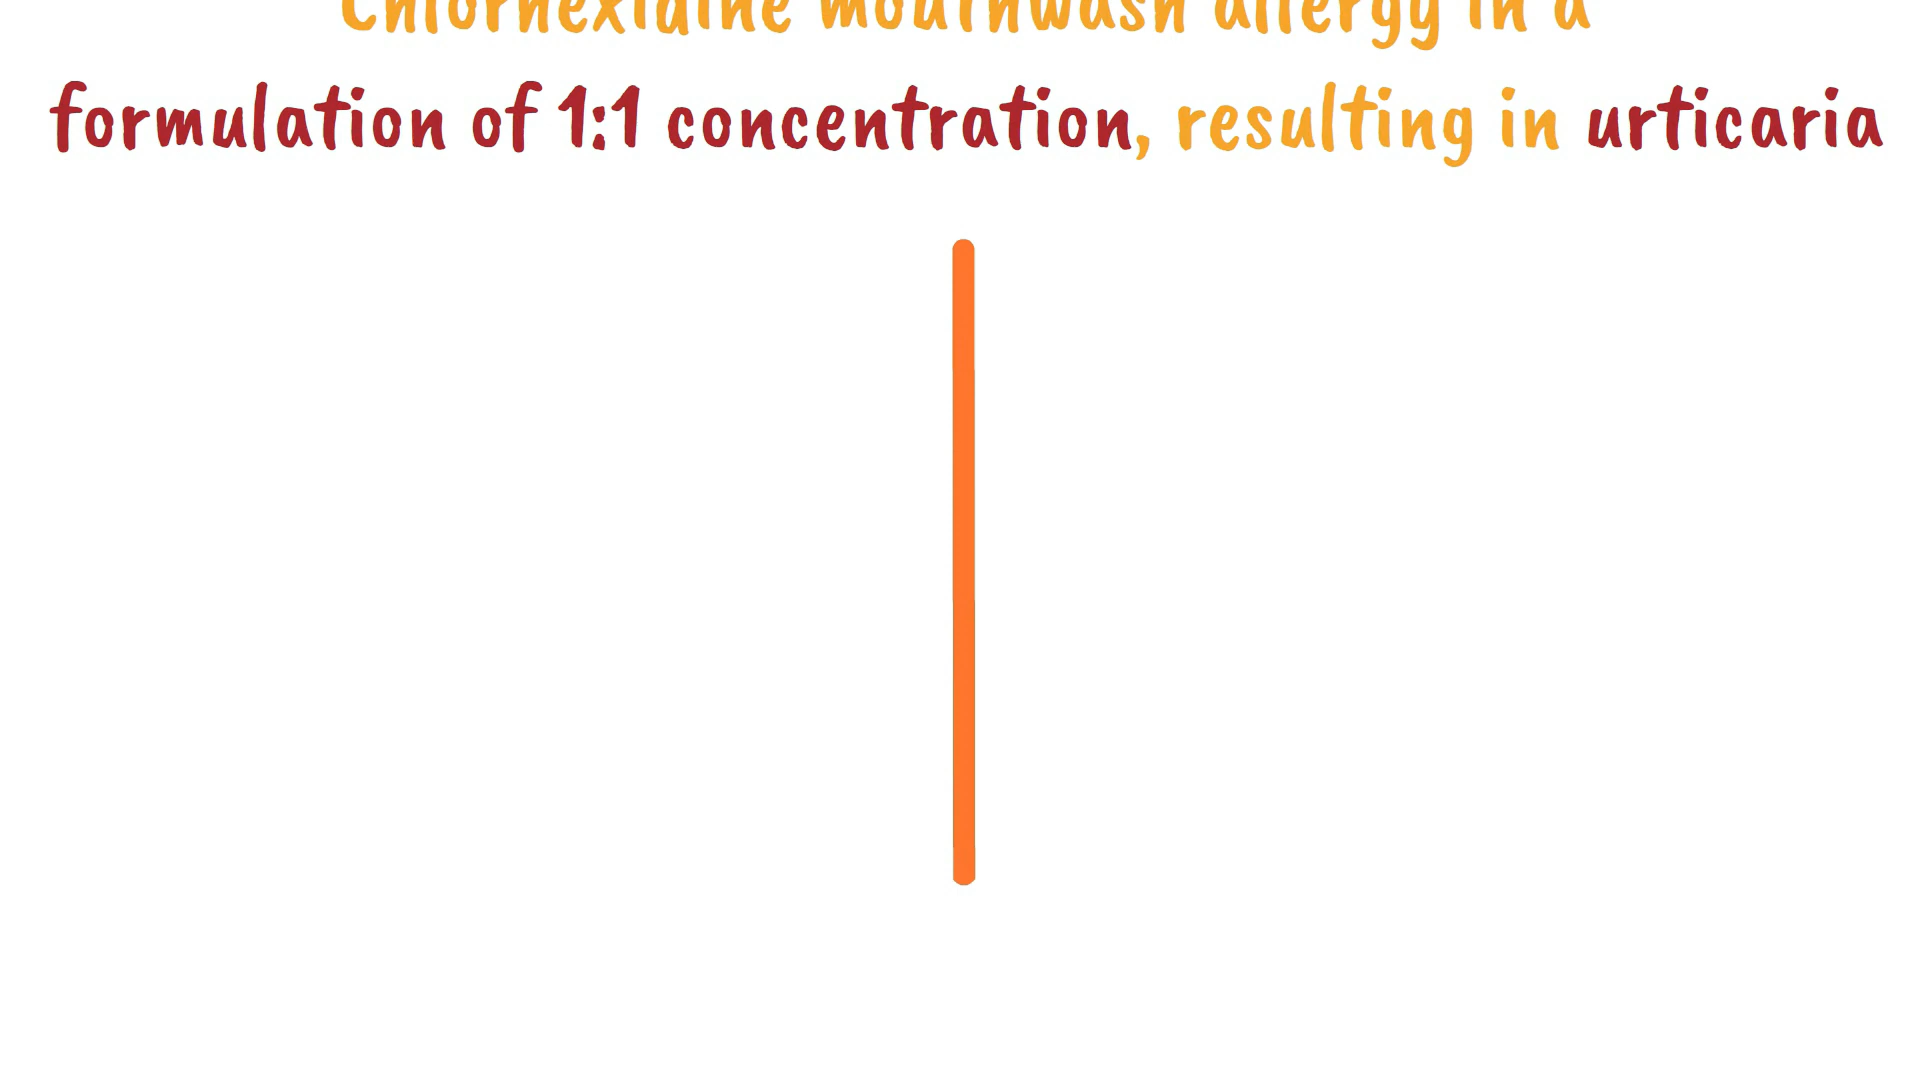 Chlorhexidine mouthwash allergy in a
formulation of 1:1 concentration, resulting in urticaria